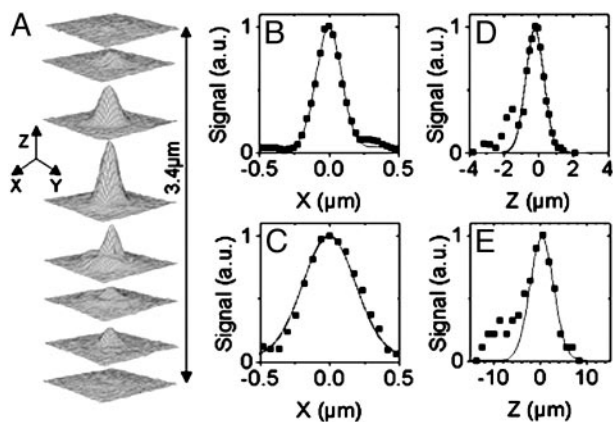 A
Z
X
Y
3.4μm
B
Signal (a.u.)
1
0
-0.5
0.0
0.5
X (μm)
D
Signal (a.u.)
1
0
-4
-2
0
2
4
Z (μm)
C
Signal (a.u.)
1
0
-0.5
0.0
0.5
X (μm)
E
Signal (a.u.)
1
0
-10
0
10
Z (μm)